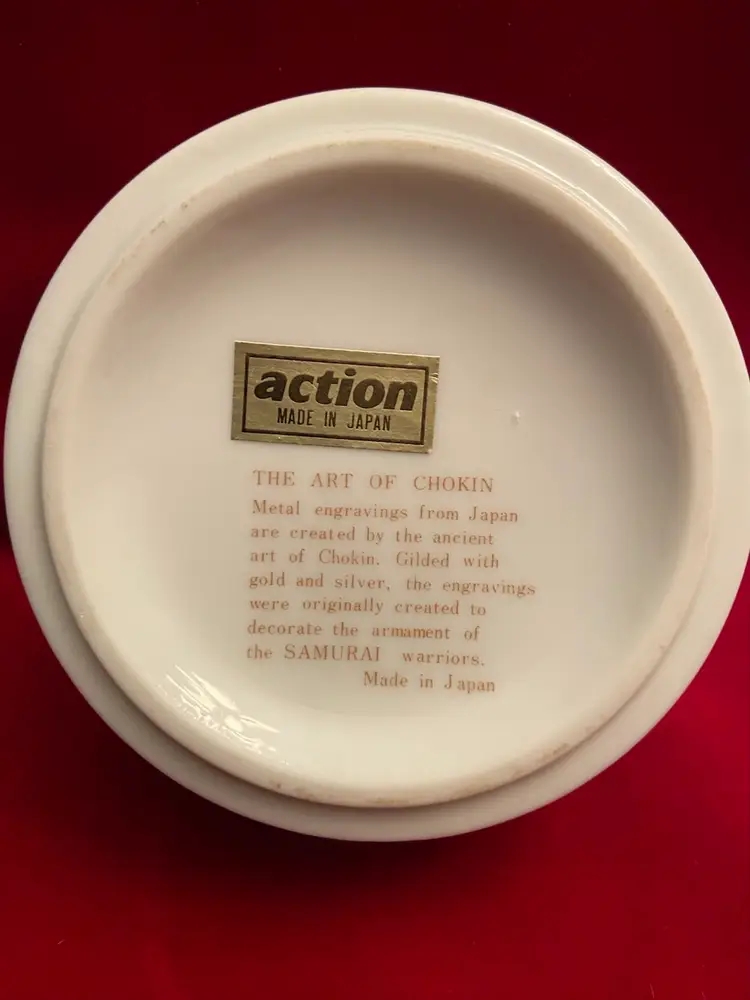 action
MADE IN JAPAN
THE ART OF CHOKIN
Metal engravings from Japan
are created by the ancient
art of Chokin. Gilded with
gold and silver, the engravings
were originally created to
decorate the armament of
the SAMURAI warriors.
Made in Japan